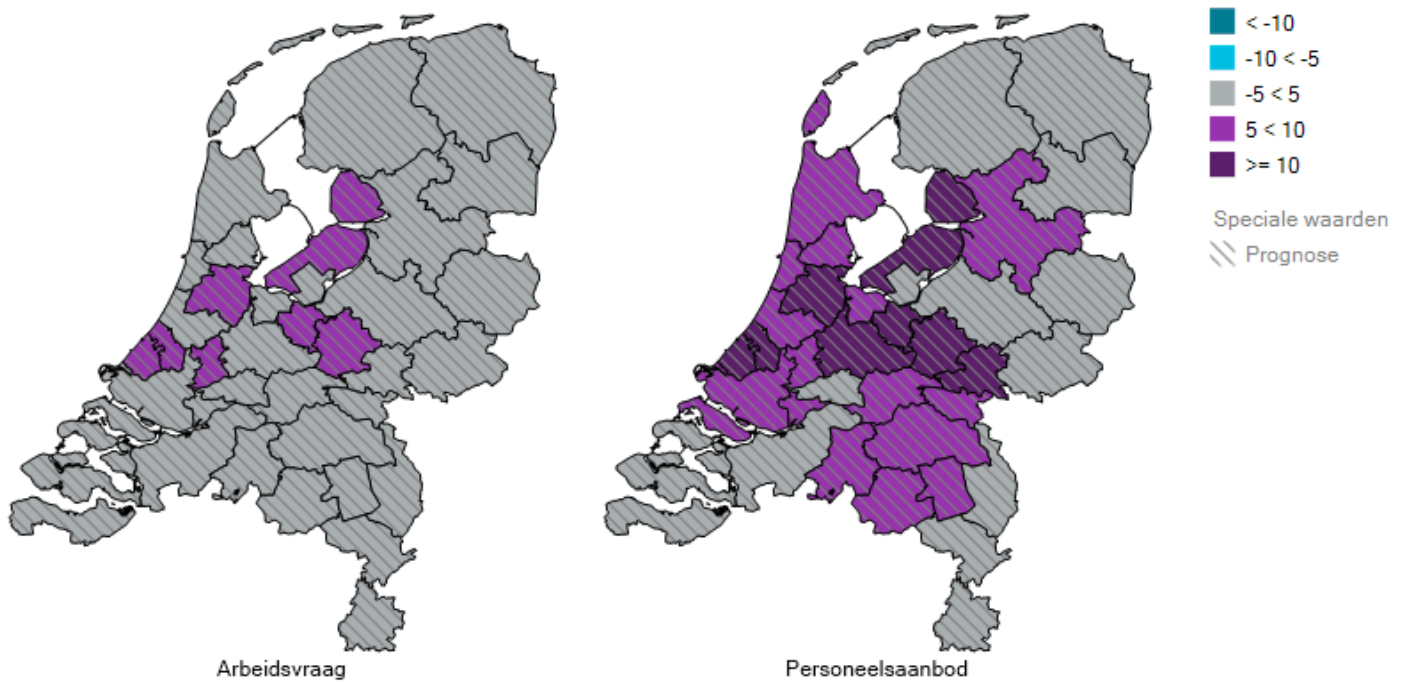 < -10
-10 < -5
-5 < 5
5 < 10
>= 10
Speciale waarden
Prognose
Arbeidsvraag
Personeelsaanbod